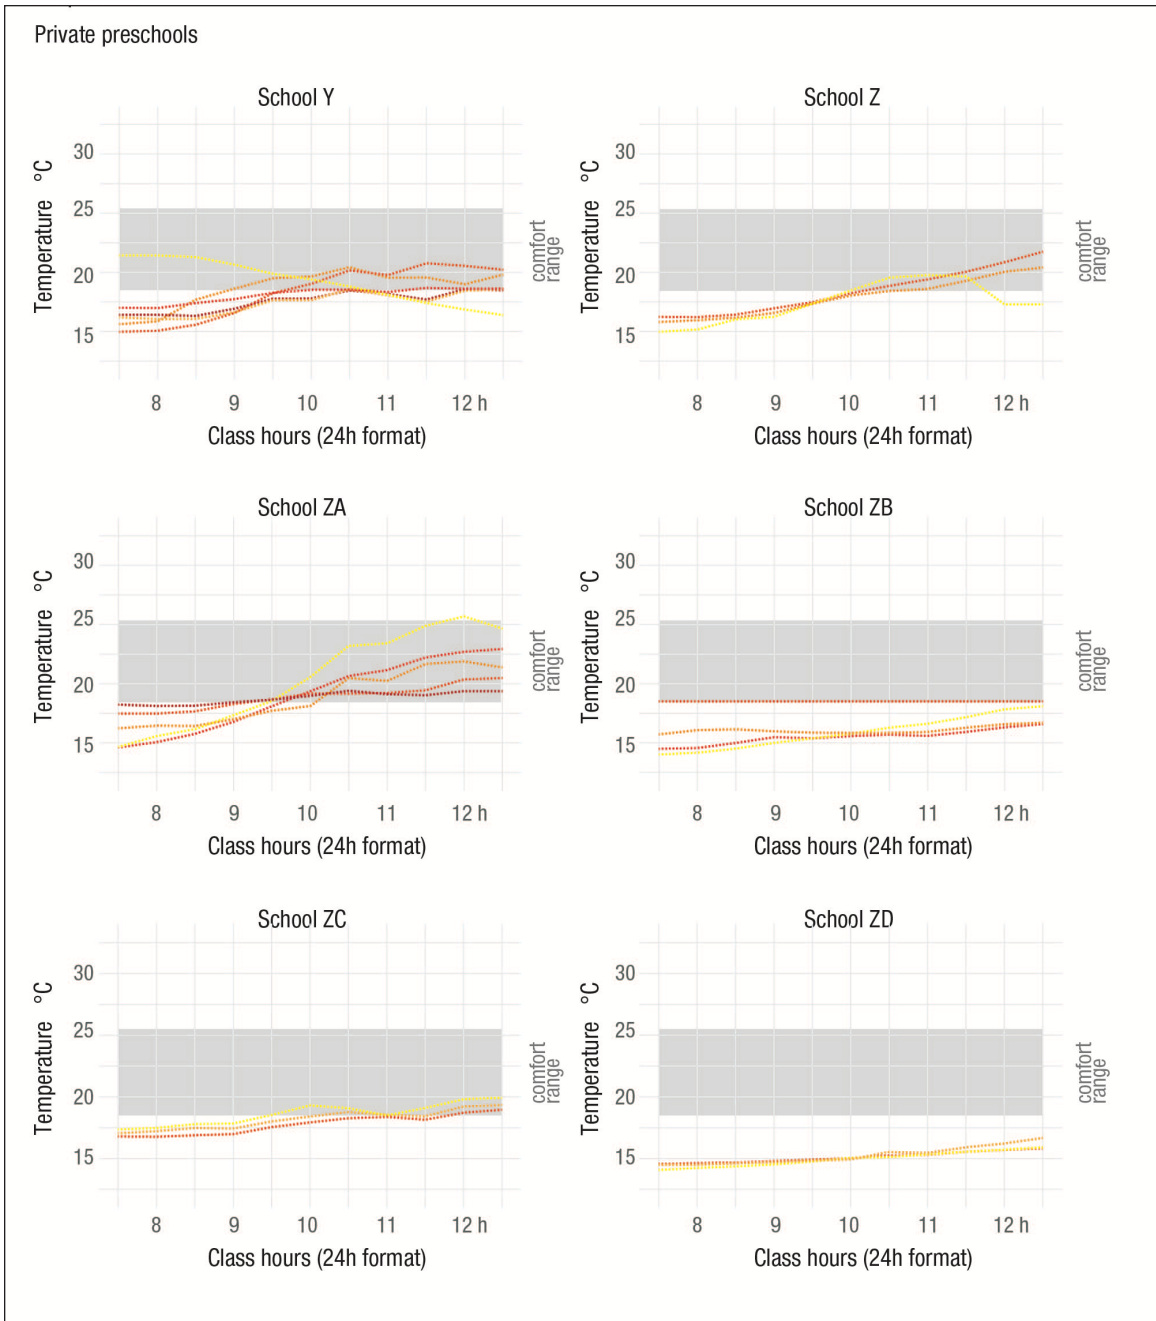 Private preschools
School Y
30
25
20
15
Temperature °C
comfort
range
8 9 10 11 12 h
Class hours (24h format)
School Z
30
25
20
15
Temperature °C
comfort
range
8 9 10 11 12 h
Class hours (24h format)
School ZA
30
25
20
15
Temperature °C
comfort
range
8 9 10 11 12 h
Class hours (24h format)
School ZB
30
25
20
15
Temperature °C
comfort
range
8 9 10 11 12 h
Class hours (24h format)
School ZC
30
25
20
15
Temperature °C
comfort
range
8 9 10 11 12 h
Class hours (24h format)
School ZD
30
25
20
15
Temperature °C
comfort
range
8 9 10 11 12 h
Class hours (24h format)